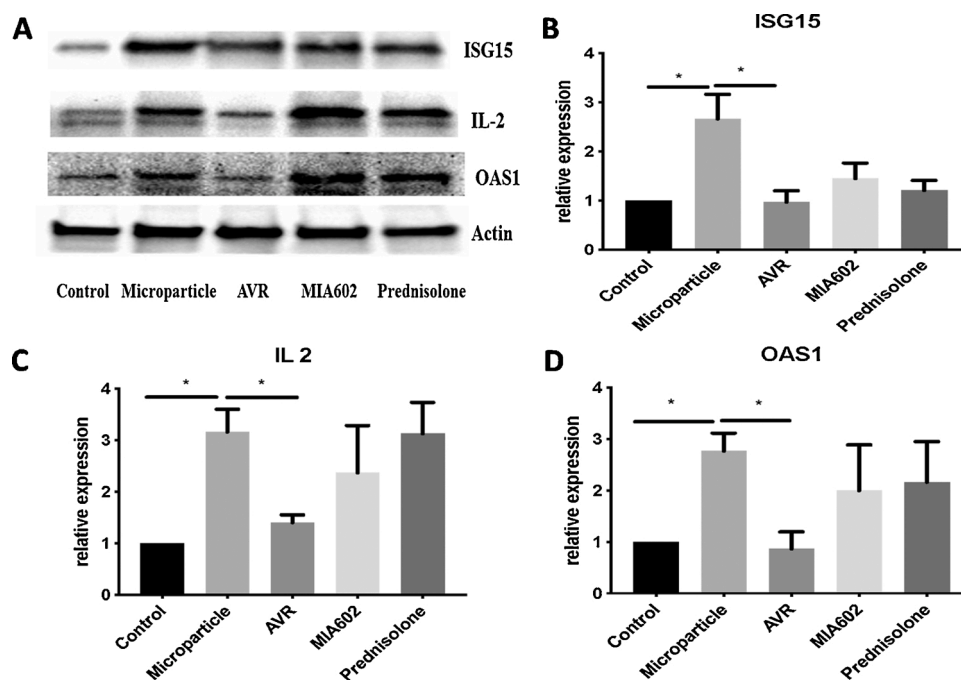 A
ISG15
IL-2
OAS1
Actin
Control Microparticle AVR MIA602 Prednisolone
B
ISG15
relative expression
4
3
2
1
0
* *
Control
Microparticle
AVR
MIA602
Prednisolone
C
IL 2
relative expression
4
3
2
1
0
* *
Control
Microparticle
AVR
MIA602
Prednisolone
D
OAS1
relative expression
4
3
2
1
0
* *
Control
Microparticle
AVR
MIA602
Prednisolone